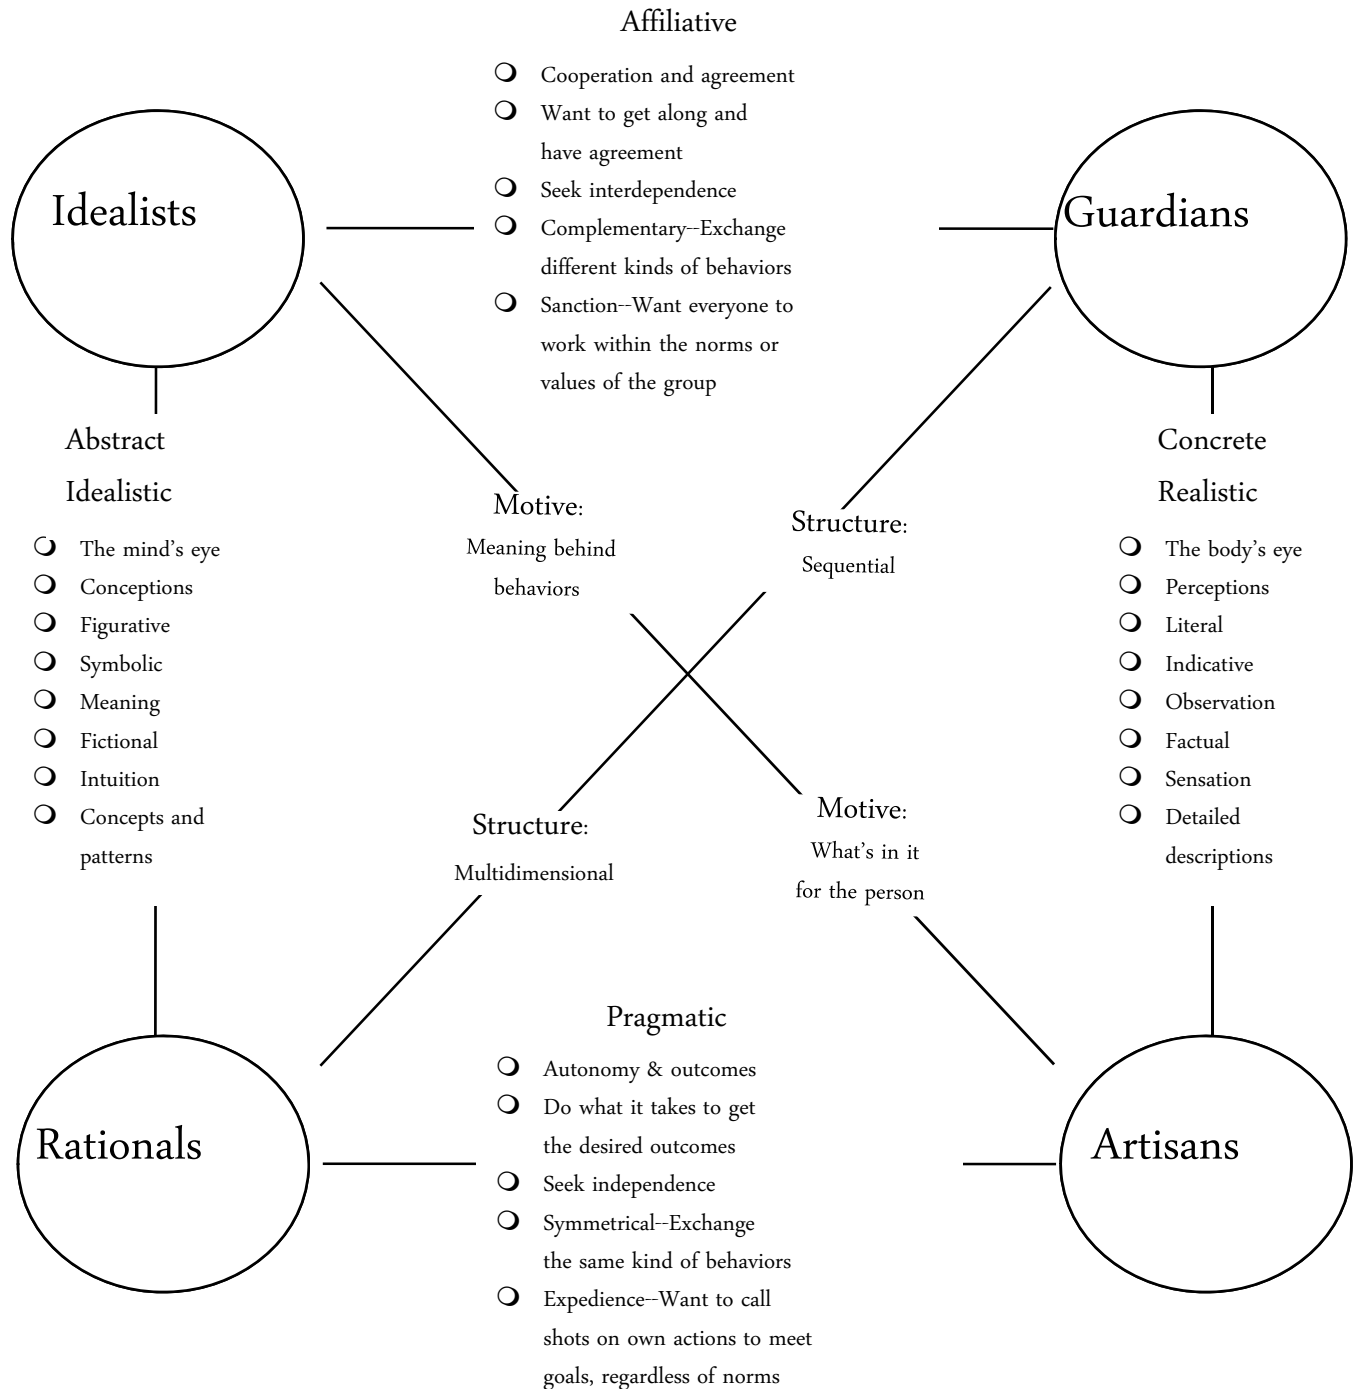 Affiliative
❍ Cooperation and agreement
❍ Want to get along and
have agreement
❍ Seek interdependence
❍ Complementary--Exchange
different kinds of behaviors
❍ Sanction--Want everyone to
work within the norms or
values of the group
Idealists
Guardians
Abstract
Idealistic
❍ The mind’s eye
❍ Conceptions
❍ Figurative
❍ Symbolic
❍ Meaning
❍ Fictional
❍ Intuition
❍ Concepts and
patterns
Motive:
Meaning behind
behaviors
Structure:
Sequential
Concrete
Realistic
❍ The body’s eye
❍ Perceptions
❍ Literal
❍ Indicative
❍ Observation
❍ Factual
❍ Sensation
❍ Detailed
descriptions
Structure:
Multidimensional
Motive:
What’s in it
for the person
Pragmatic
❍ Autonomy & outcomes
❍ Do what it takes to get
the desired outcomes
❍ Seek independence
❍ Symmetrical--Exchange
the same kind of behaviors
❍ Expedience--Want to call
shots on own actions to meet
goals, regardless of norms
Rationals
Artisans